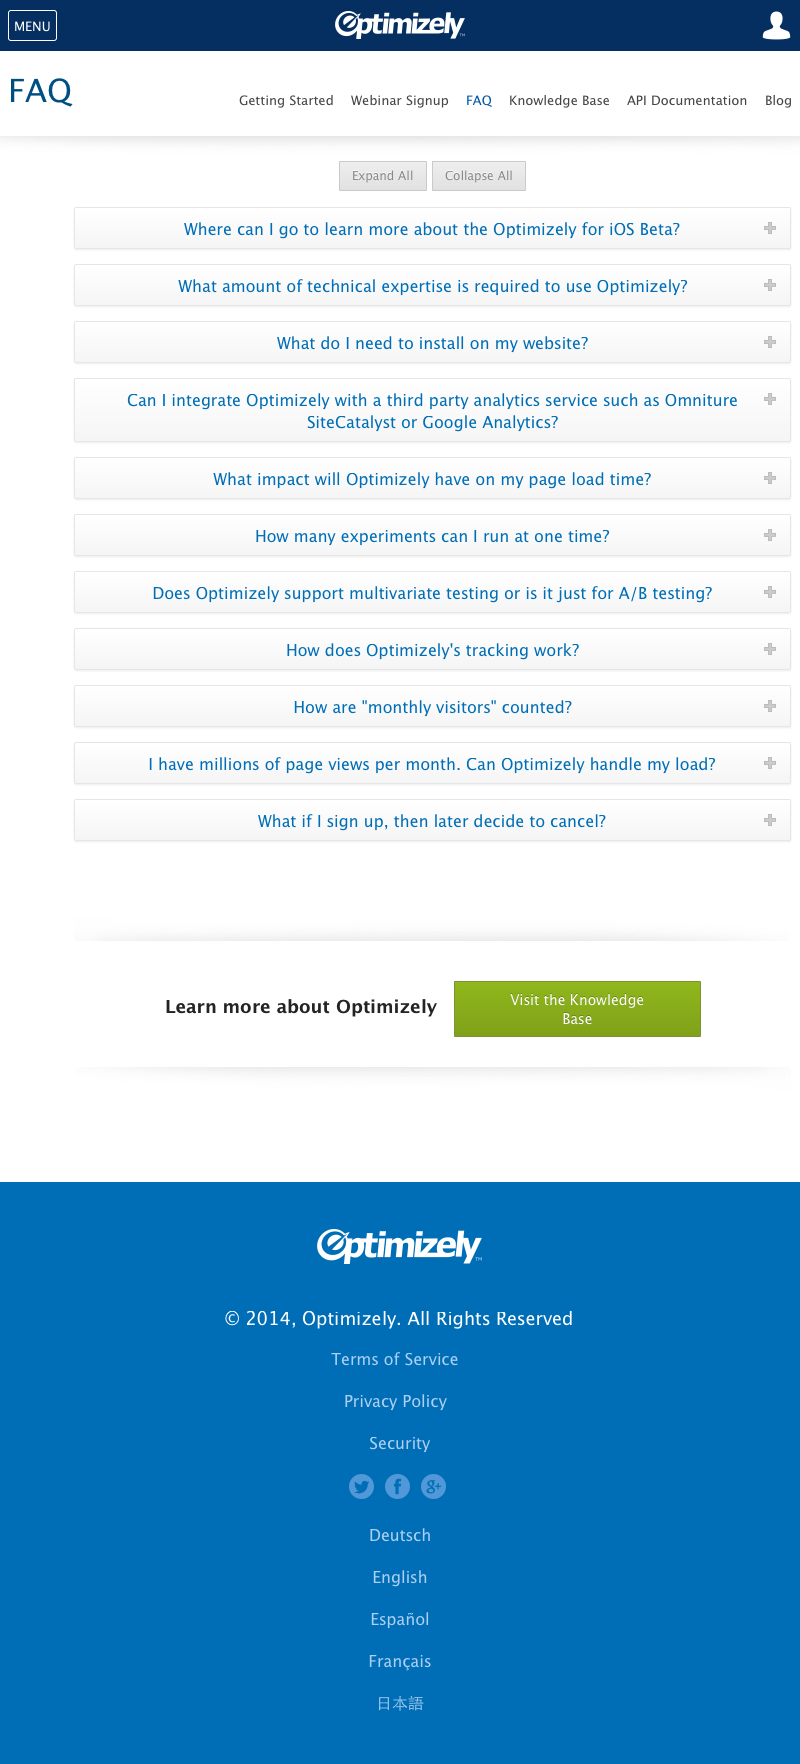 MENU
Optimizely™
FAQ
Getting Started
Webinar Signup
FAQ
Knowledge Base
API Documentation
Blog
Expand All
Collapse All
Where can I go to learn more about the Optimizely for iOS Beta?
What amount of technical expertise is required to use Optimizely?
What do I need to install on my website?
Can I integrate Optimizely with a third party analytics service such as Omniture
SiteCatalyst or Google Analytics?
What impact will Optimizely have on my page load time?
How many experiments can I run at one time?
Does Optimizely support multivariate testing or is it just for A/B testing?
How does Optimizely's tracking work?
How are "monthly visitors" counted?
I have millions of page views per month. Can Optimizely handle my load?
What if I sign up, then later decide to cancel?
Learn more about Optimizely
Visit the Knowledge
Base
Optimizely™
© 2014, Optimizely. All Rights Reserved
Terms of Service
Privacy Policy
Security
Deutsch
English
Español
Français
日本語